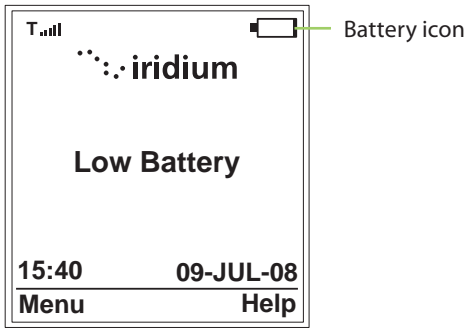 T
Battery icon
iridium
Low Battery
15:40 09-JUL-08
Menu Help